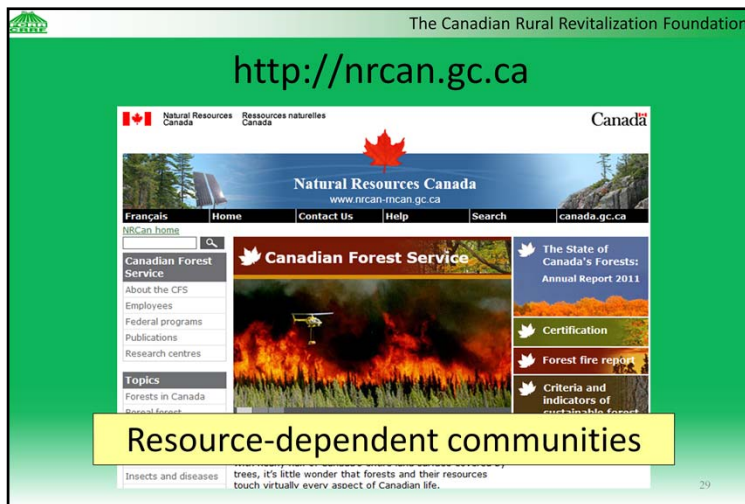 The Canadian Rural Revitalization Foundation
http://nrcan.gc.ca
Natural Resources Ressources naturelles
Canada Canada
Canada
Natural Resources Canada
www.nrcan-rncan.gc.ca
Français Home Contact Us Help Search canada.gc.ca
NRCan home
Canadian Forest
Service
About the CFS
Employees
Federal programs
Publications
Research centres
Topics
Forests in Canada
Boreal forest
Canadian Forest Service
The State of
Canada's Forests:
Annual Report 2011
Certification
Forest fire report
Criteria and
indicators of
sustainable forest
Resource-dependent communities
Insects and diseases
trees, it's little wonder that forests and their resources
touch virtually every aspect of Canadian life.
29